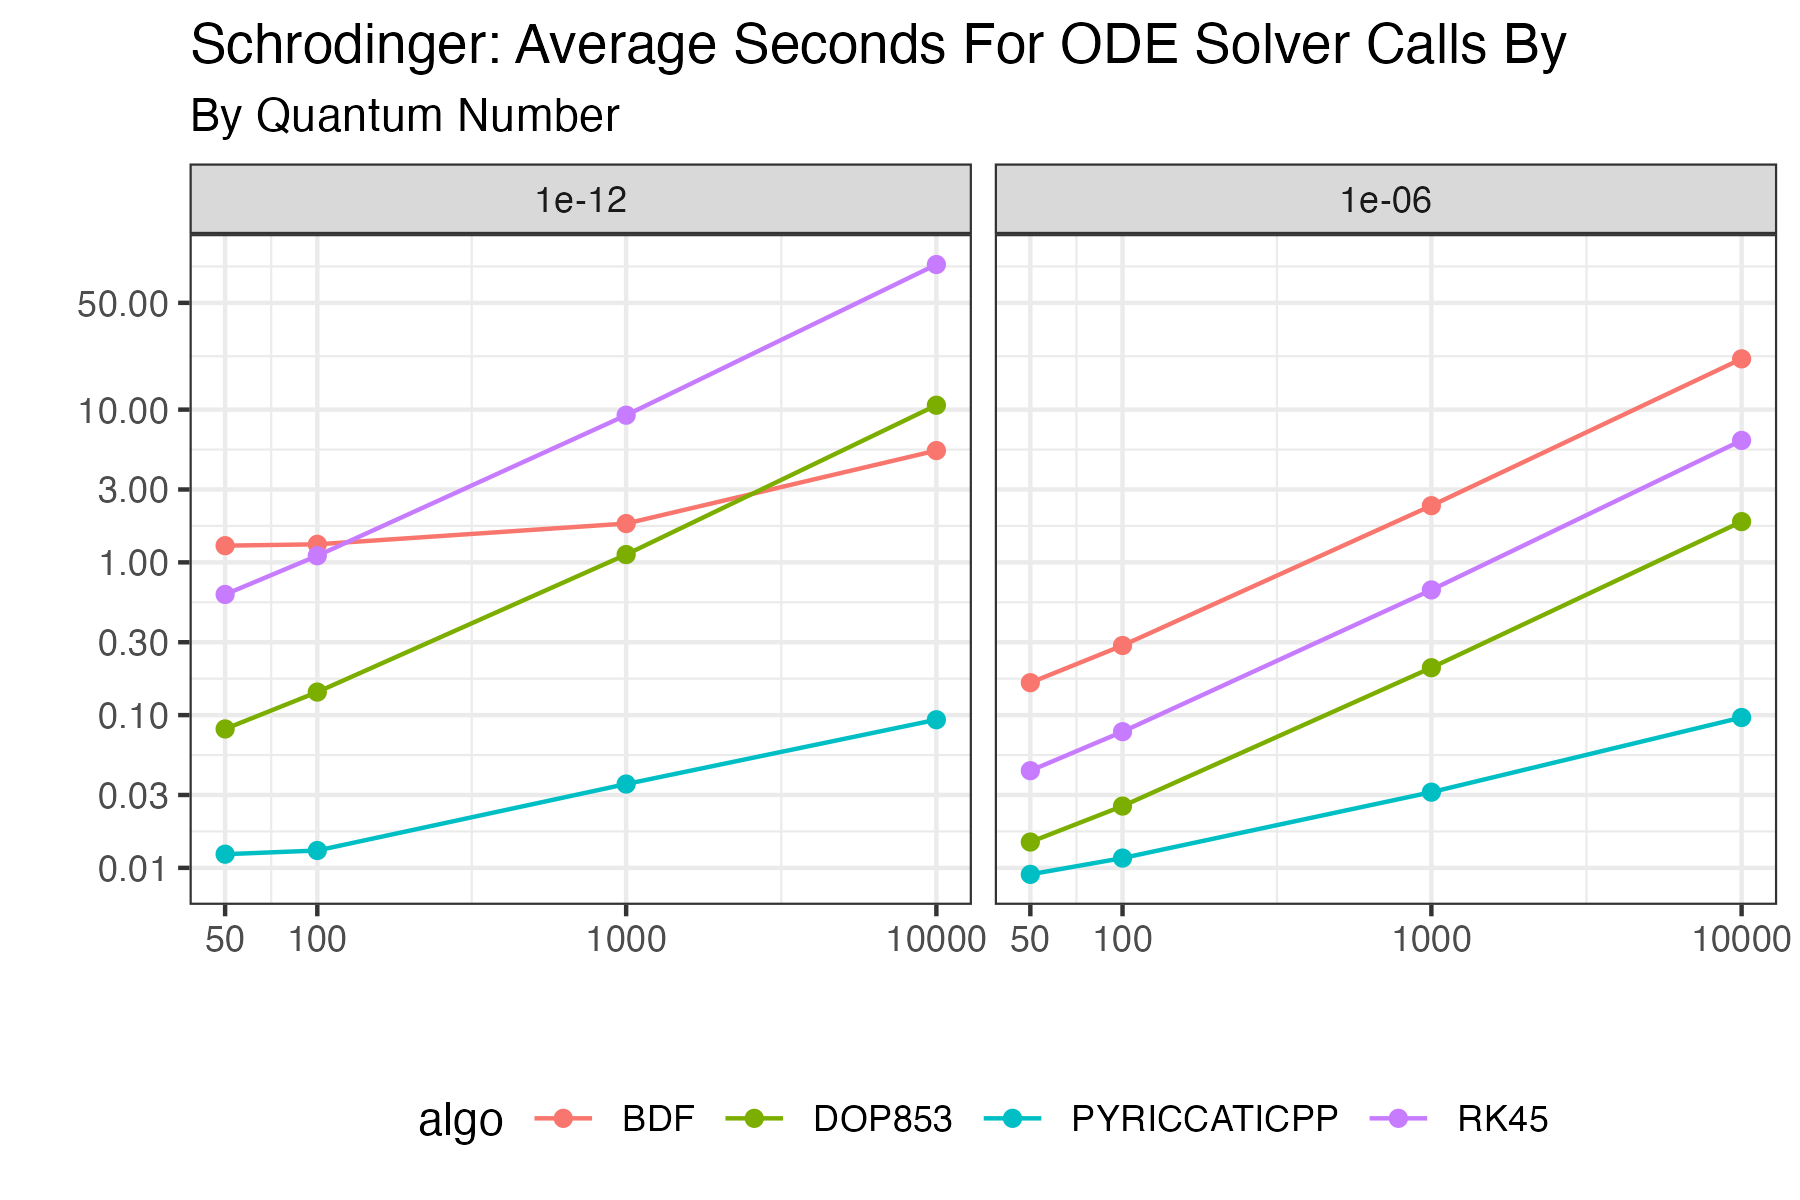 Schrodinger: Average Seconds For ODE Solver Calls By
By Quantum Number
1e-12
1e-06
50.00
10.00
3.00
1.00
0.30
0.10
0.03
0.01
50 100 1000 10000
50 100 1000 10000
algo BDF DOP853 PYRICCATICPP RK45